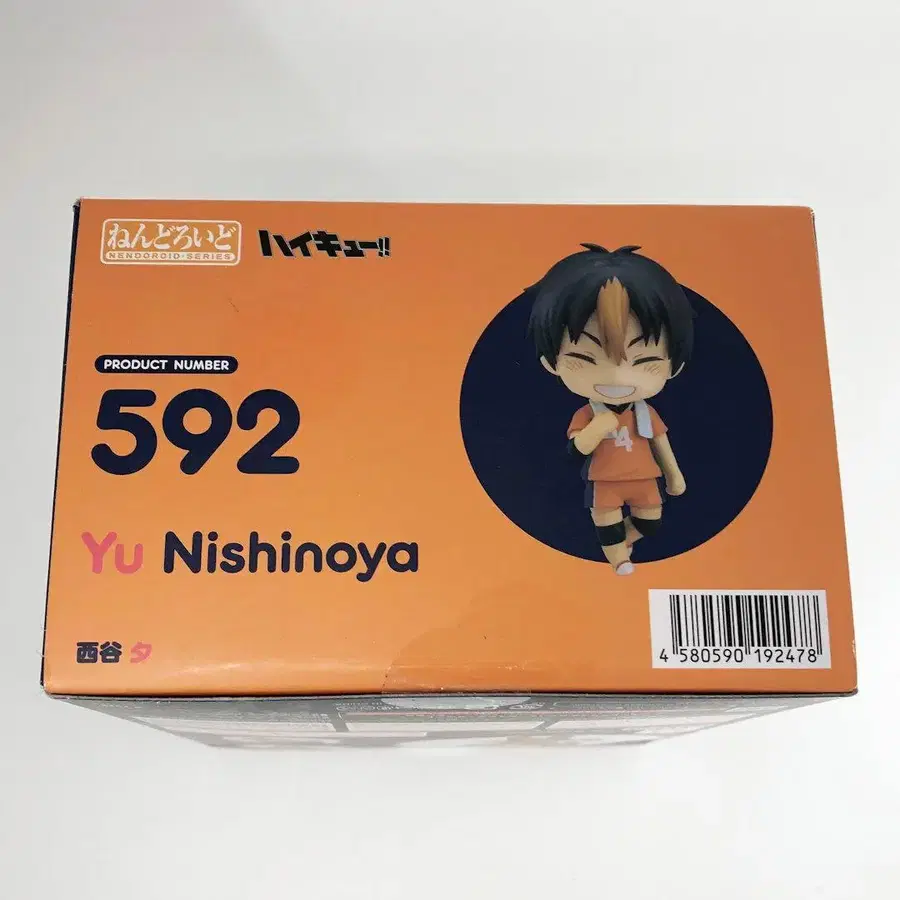 ねんどろいど
NENDOROID・SERIES
ハイキュー!!
PRODUCT NUMBER
592
Yu Nishinoya
4
西谷 夕
4 580590 192478